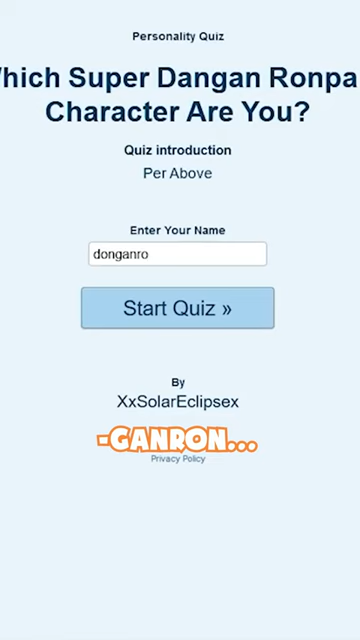 Personality Quiz
Which Super Dangan Ronpa
Character Are You?
Quiz introduction
Per Above
Enter Your Name
donganro
Start Quiz »
By
XxSolarEclipsex
-GANRON...
Privacy Policy